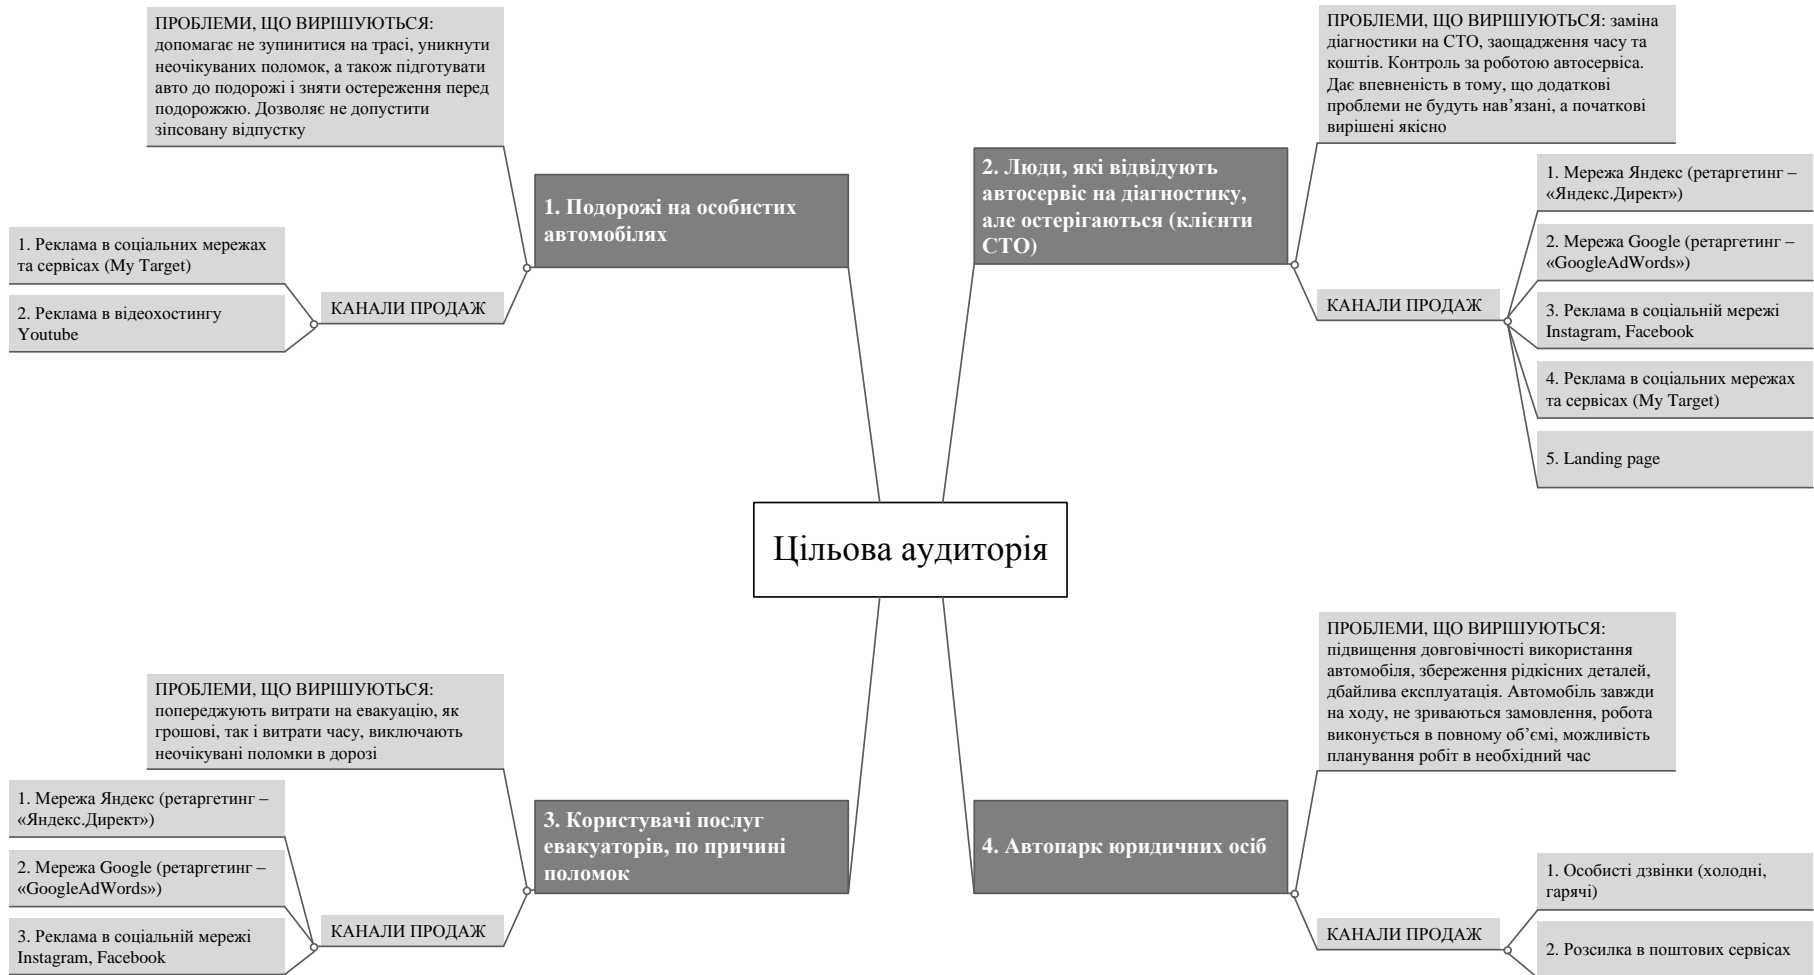 ПРОБЛЕМИ, ЩО ВИРІШУЮТЬСЯ:
допомагає не зупинитися на трасі, уникнути
неочікуваних поломок, а також підготувати
авто до подорожі і зняти остереження перед
подорожжю. Дозволяє не допустити
зіпсовану відпустку
1. Подорожі на особистих
автомобілях
1. Реклама в соціальних мережах
та сервісах (My Target)
2. Реклама в відеохостингу
Youtube
КАНАЛИ ПРОДАЖ
ПРОБЛЕМИ, ЩО ВИРІШУЮТЬСЯ: заміна
діагностики на СТО, заощадження часу та
коштів. Контроль за роботою автосервіса.
Дає впевненість в тому, що додаткові
проблеми не будуть нав’язані, а початкові
вирішені якісно
2. Люди, які відвідують
автосервіс на діагностику,
але остерігаються (клієнти
СТО)
КАНАЛИ ПРОДАЖ
1. Мережа Яндекс (ретаргетинг –
«Яндекс.Директ»)
2. Мережа Google (ретаргетинг –
«GoogleAdWords»)
3. Реклама в соціальній мережі
Instagram, Facebook
4. Реклама в соціальних мережах
та сервісах (My Target)
5. Landing page
Цільова аудиторія
ПРОБЛЕМИ, ЩО ВИРІШУЮТЬСЯ:
попереджують витрати на евакуацію, як
грошові, так і витрати часу, виключають
неочікувані поломки в дорозі
3. Користувачі послуг
евакуаторів, по причині
поломок
1. Мережа Яндекс (ретаргетинг –
«Яндекс.Директ»)
2. Мережа Google (ретаргетинг –
«GoogleAdWords»)
3. Реклама в соціальній мережі
Instagram, Facebook
КАНАЛИ ПРОДАЖ
ПРОБЛЕМИ, ЩО ВИРІШУЮТЬСЯ:
підвищення довговічності використання
автомобіля, збереження рідкісних деталей,
дбайлива експлуатація. Автомобіль завжди
на ходу, не зриваються замовлення, робота
виконується в повному об’ємі, можливість
планування робіт в необхідний час
4. Автопарк юридичних осіб
КАНАЛИ ПРОДАЖ
1. Особисті дзвінки (холодні,
гарячі)
2. Розсилка в поштових сервісах